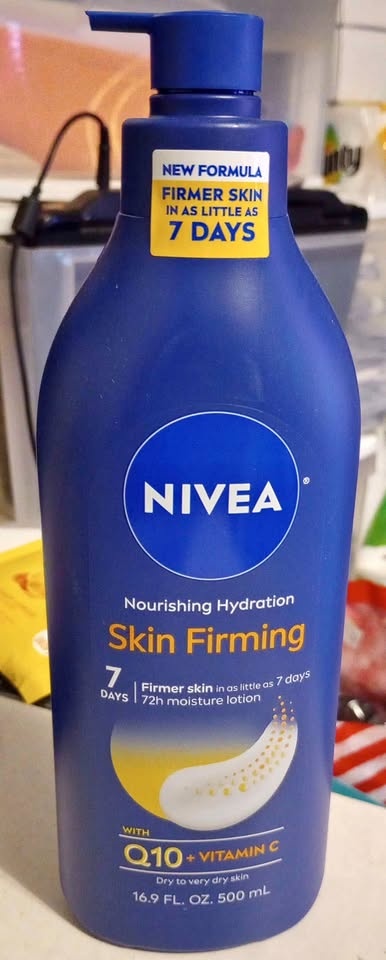 NEW FORMULA
FIRMER SKIN
IN AS LITTLE AS
7 DAYS
NIVEA®
Nourishing Hydration
Skin Firming
7
DAYS
Firmer skin in as little as 7 days
72h moisture lotion
WITH
Q10 + VITAMIN C
Dry to very dry skin
16.9 FL. OZ. 500 mL